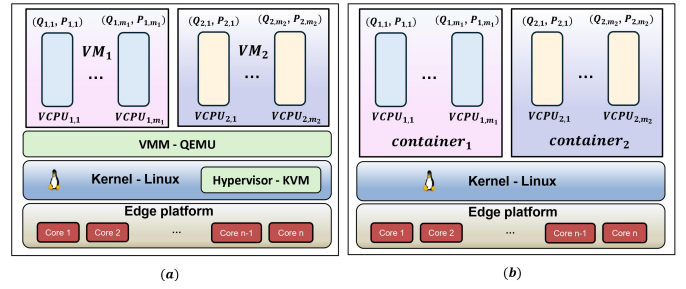 (Q1,1, P1,1) (Q1,m1, P1,m1)
VM1
...
VCPU1,1 VCPU1,m1
(Q2,1, P2,1) (Q2,m2, P2,m2)
VM2
...
VCPU2,1 VCPU2,m2
VMM - QEMU
Kernel - Linux
Hypervisor - KVM
Edge platform
Core 1 Core 2 ... Core n-1 Core n
(a)
(Q1,1, P1,1) (Q1,m1, P1,m1)
...
VCPU1,1 VCPU1,m1
container1
(Q2,1, P2,1) (Q2,m2, P2,m2)
...
VCPU2,1 VCPU2,m2
container2
Kernel - Linux
Edge platform
Core 1 Core 2 ... Core n-1 Core n
(b)